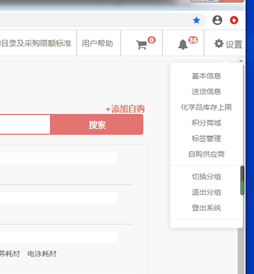 目录及采购限额标准 用户帮助 0 36 设置
+添加自购
搜索
基本信息
送货信息
化学品库存上限
积分商城
标签管理
自购供应商
切换分组
退出分组
登出系统
养耗材 电泳耗材